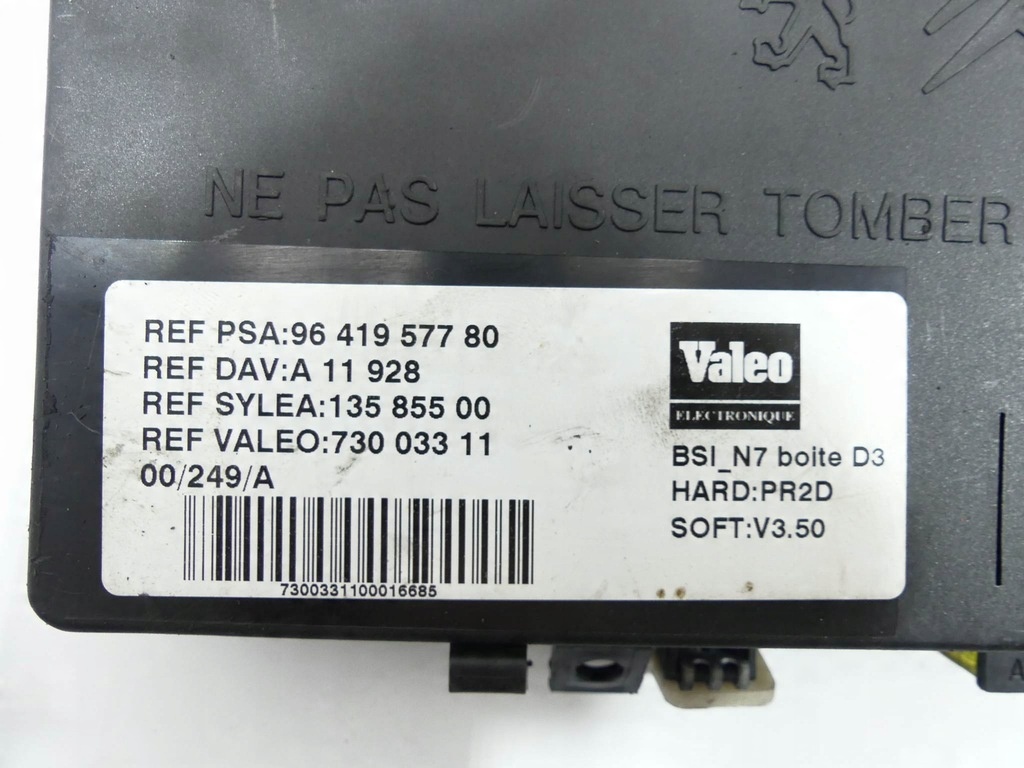 NE PAS LAISSER TOMBER
REF PSA:96 419 577 80
REF DAV:A 11 928
REF SYLEA:135 855 00
REF VALEO:730 033 11
00/249/A
7300331100016685
Valeo
ELECTRONIQUE
BSI_N7 boite D3
HARD:PR2D
SOFT:V3.50
A